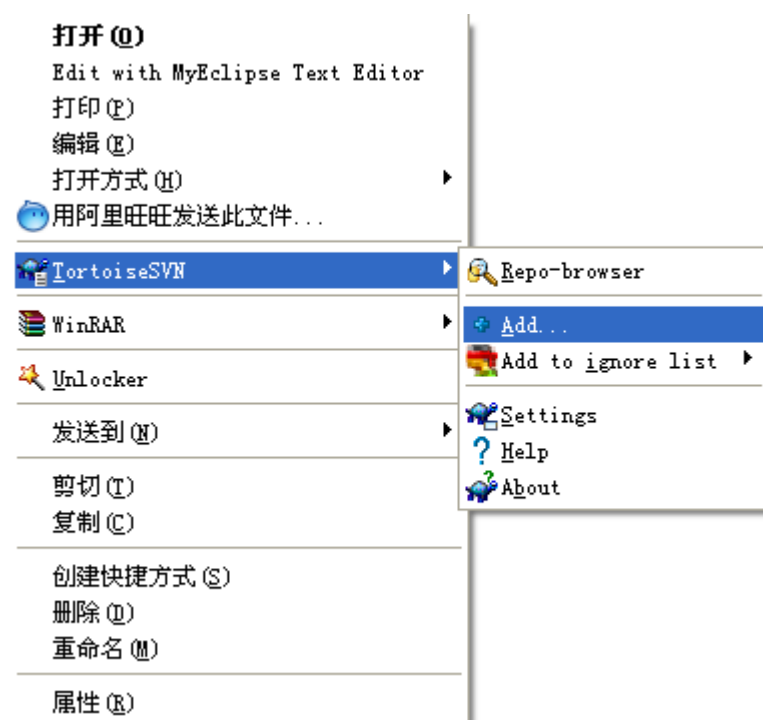 打开(O)
Edit with MyEclipse Text Editor
打印(P)
编辑(E)
打开方式(H)
用阿里旺旺发送此文件...
TortoiseSVN
WinRAR
Unlocker
发送到(N)
剪切(T)
复制(C)
创建快捷方式(S)
删除(D)
重命名(M)
属性(R)
Repo-browser
Add...
Add to ignore list
Settings
Help
About